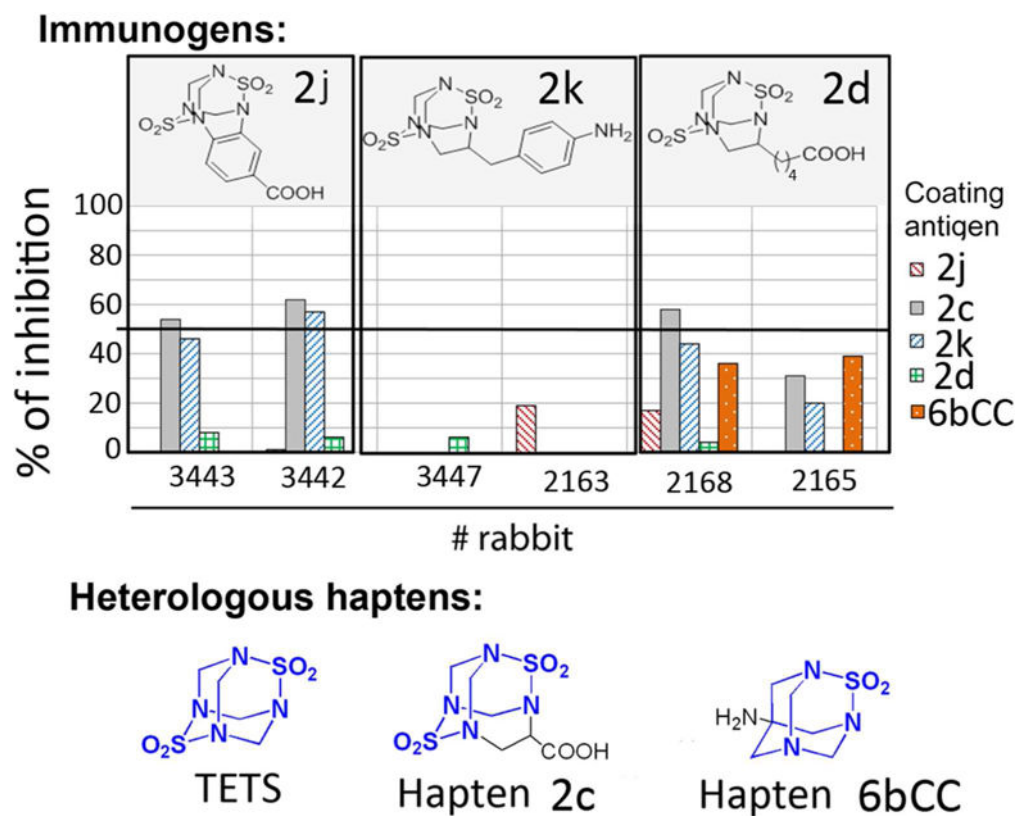 Immunogens:
2j
N
SO₂
N
N
O₂S
N
COOH
2k
N
SO₂
N
N
O₂S
N
NH₂
2d
N
SO₂
N
N
O₂S
N
COOH
4
% of inhibition
100
80
60
40
20
0
3443 3442 3447 2163 2168 2165
# rabbit
Coating
antigen
2j
2c
2k
2d
6bCC
Heterologous haptens:
N
SO₂
N
N
O₂S
N
TETS
N
SO₂
N
N
O₂S
N
COOH
Hapten 2c
N
SO₂
H₂N
N
N
Hapten 6bCC